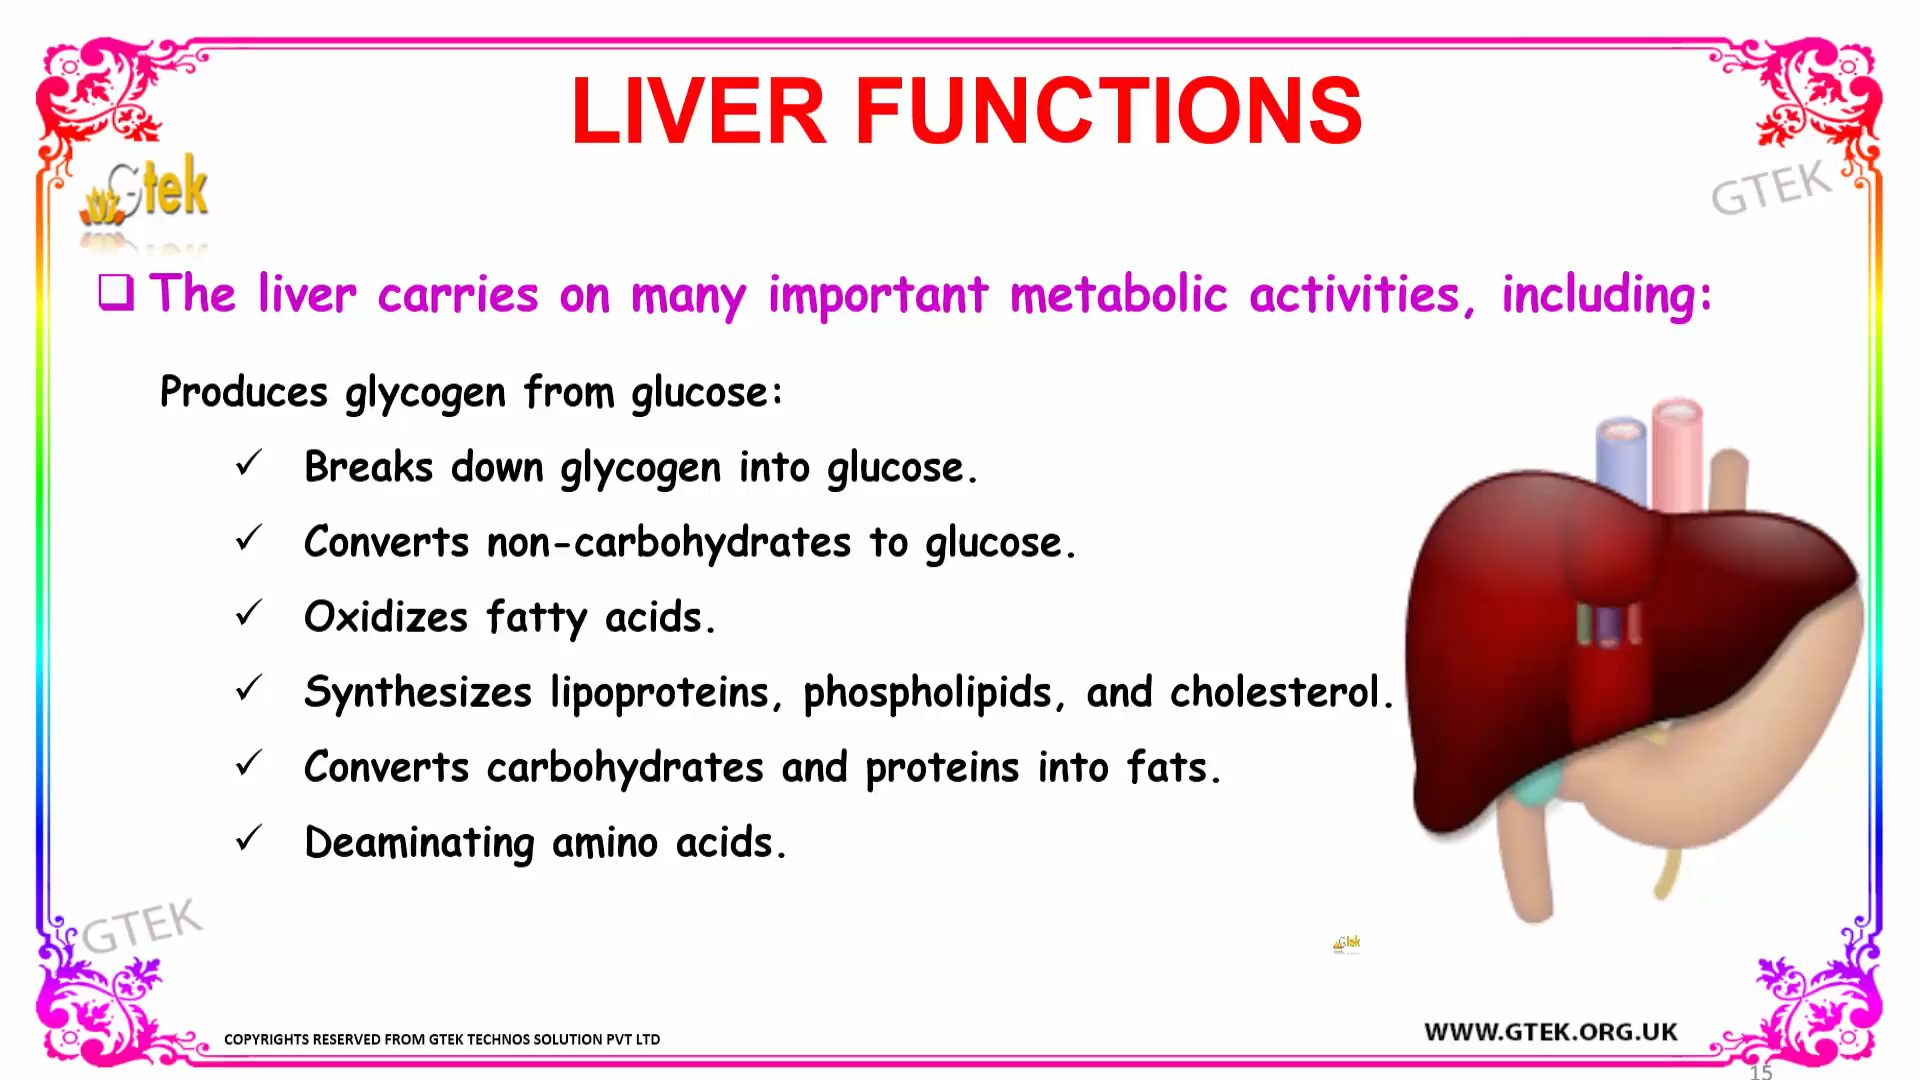 LIVER FUNCTIONS
Gtek
GTEK
❑ The liver carries on many important metabolic activities, including:
Produces glycogen from glucose:
✓ Breaks down glycogen into glucose.
✓ Converts non-carbohydrates to glucose.
✓ Oxidizes fatty acids.
✓ Synthesizes lipoproteins, phospholipids, and cholesterol.
✓ Converts carbohydrates and proteins into fats.
✓ Deaminating amino acids.
GTEK
Gtek
COPYRIGHTS RESERVED FROM GTEK TECHNOS SOLUTION PVT LTD
WWW.GTEK.ORG.UK
15